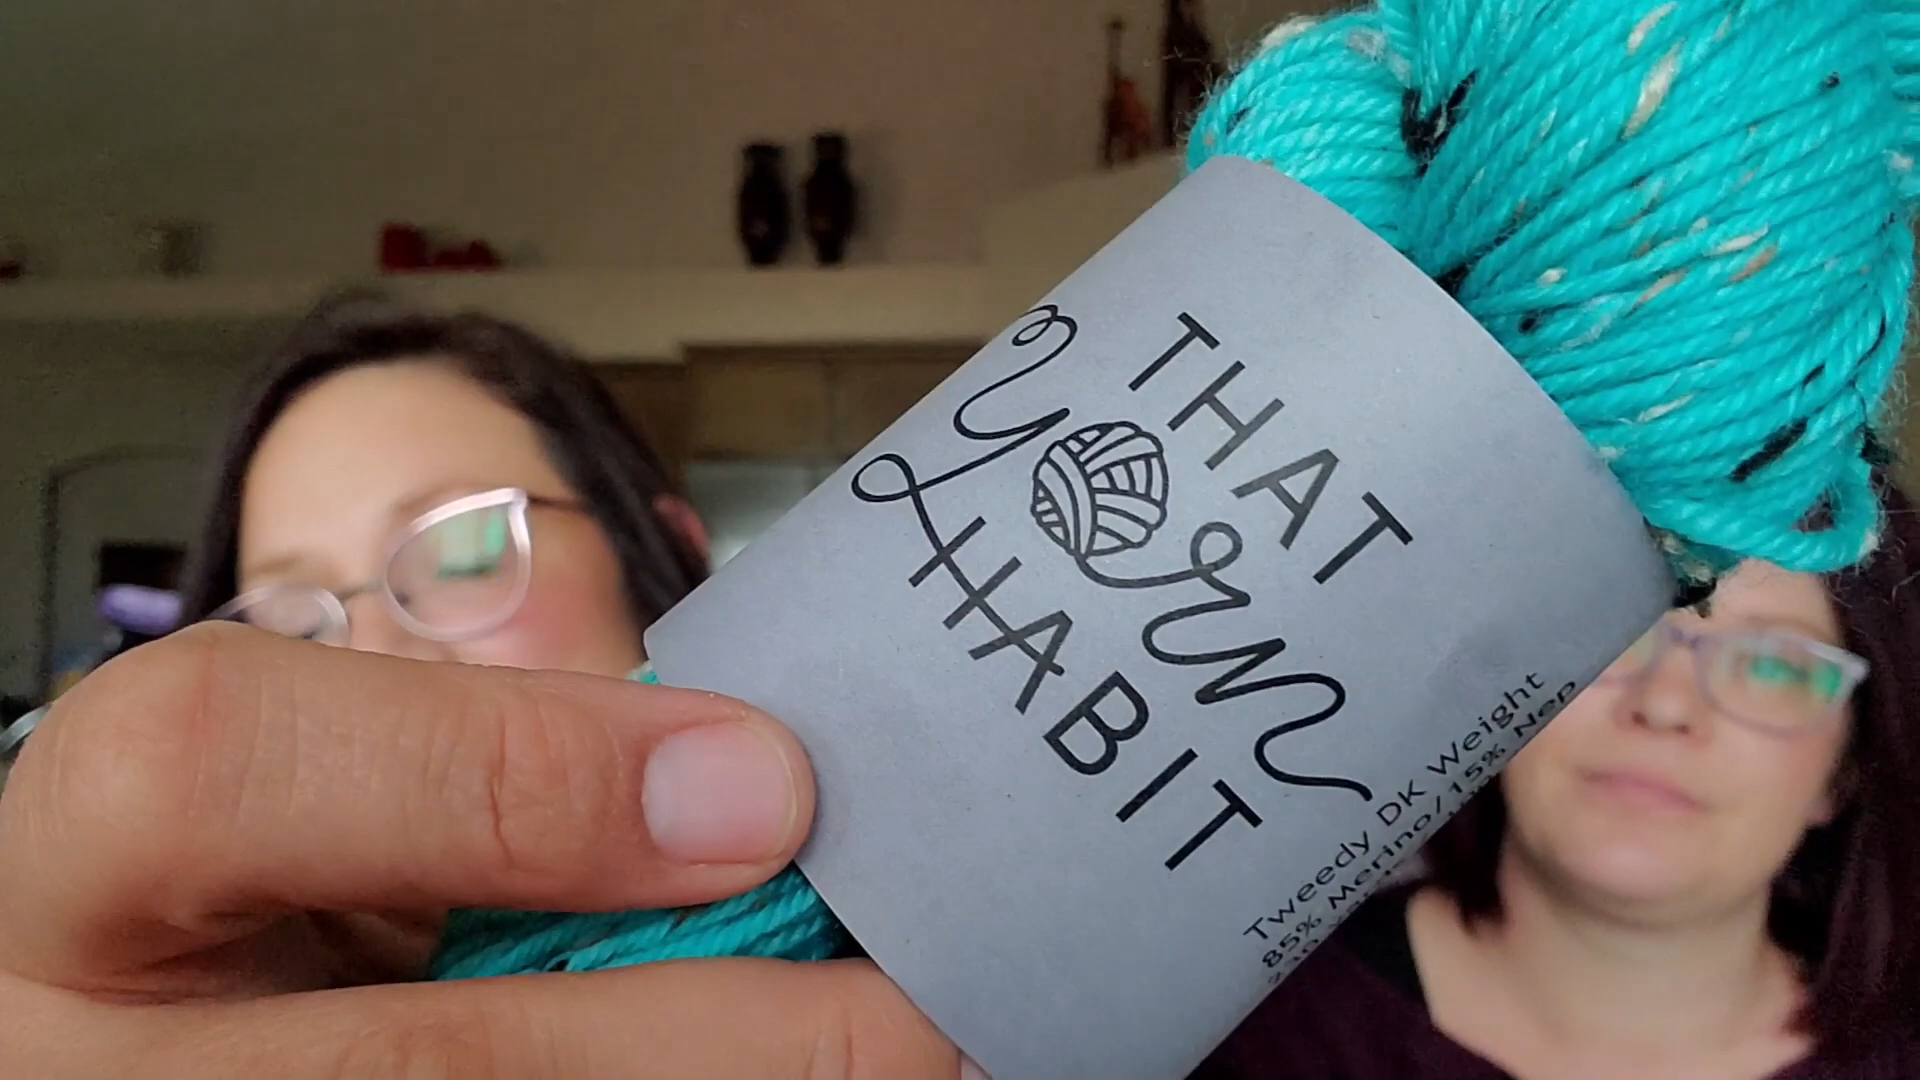 THAT
yarn
HABIT
Tweedy DK Weight
85% Merino/15% Nep